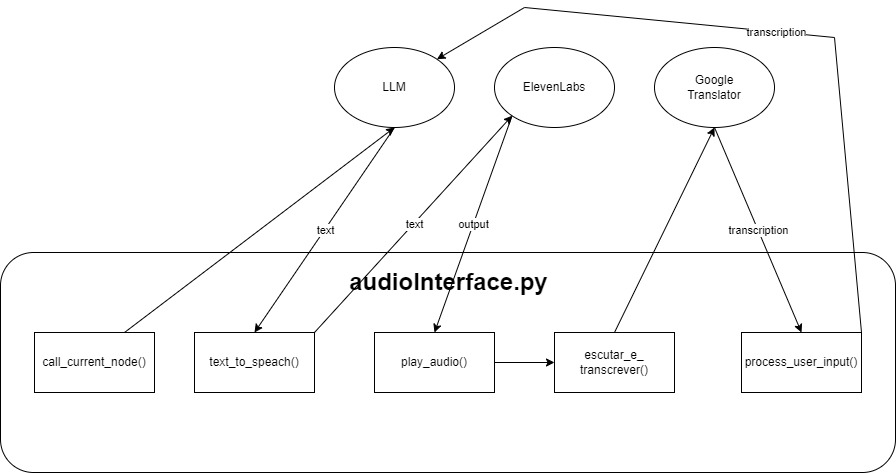 transcription
LLM
ElevenLabs
Google
Translator
text
text
output
transcription
audioInterface.py
call_current_node()
text_to_speach()
play_audio()
escutar_e_
transcrever()
process_user_input()